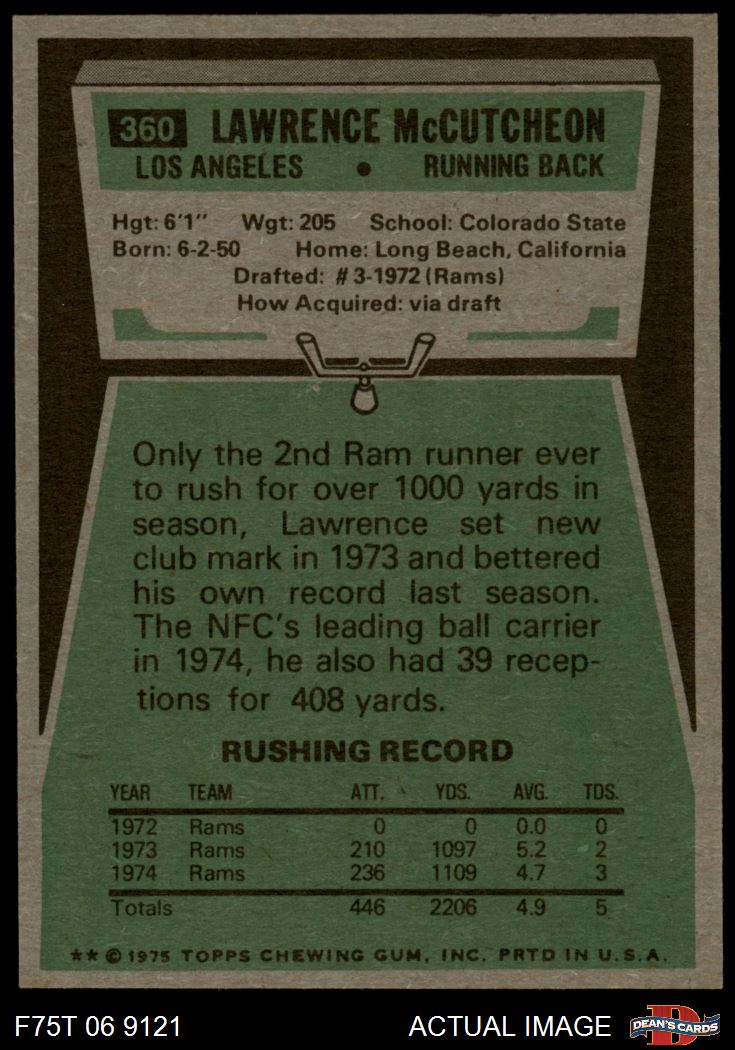 360 LAWRENCE McCUTCHEON
LOS ANGELES • RUNNING BACK
Hgt: 6'1" Wgt: 205 School: Colorado State
Born: 6-2-50 Home: Long Beach, California
Drafted: #3-1972 (Rams)
How Acquired: via draft
Only the 2nd Ram runner ever
to rush for over 1000 yards in
season, Lawrence set new
club mark in 1973 and bettered
his own record last season.
The NFC's leading ball carrier
in 1974, he also had 39 recep-
tions for 408 yards.
RUSHING RECORD
YEAR TEAM ATT. YDS. AVG. TDS.
1972 Rams 0 0 0.0 0
1973 Rams 210 1097 5.2 2
1974 Rams 236 1109 4.7 3
Totals 446 2206 4.9 5
** © 1975 TOPPS CHEWING GUM, INC. PRTD IN U.S.A.
F75T 06 9121 ACTUAL IMAGE D DEAN'S CARDS